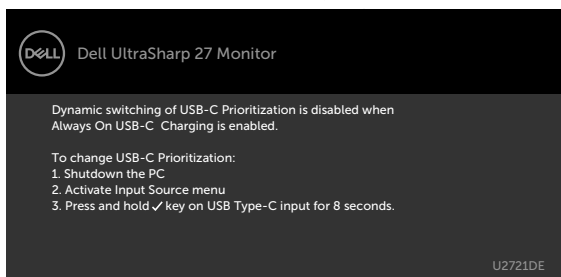 DELL
Dell UltraSharp 27 Monitor
Dynamic switching of USB-C Prioritization is disabled when
Always On USB-C Charging is enabled.
To change USB-C Prioritization:
1. Shutdown the PC
2. Activate Input Source menu
3. Press and hold ✓ key on USB Type-C input for 8 seconds.
U2721DE